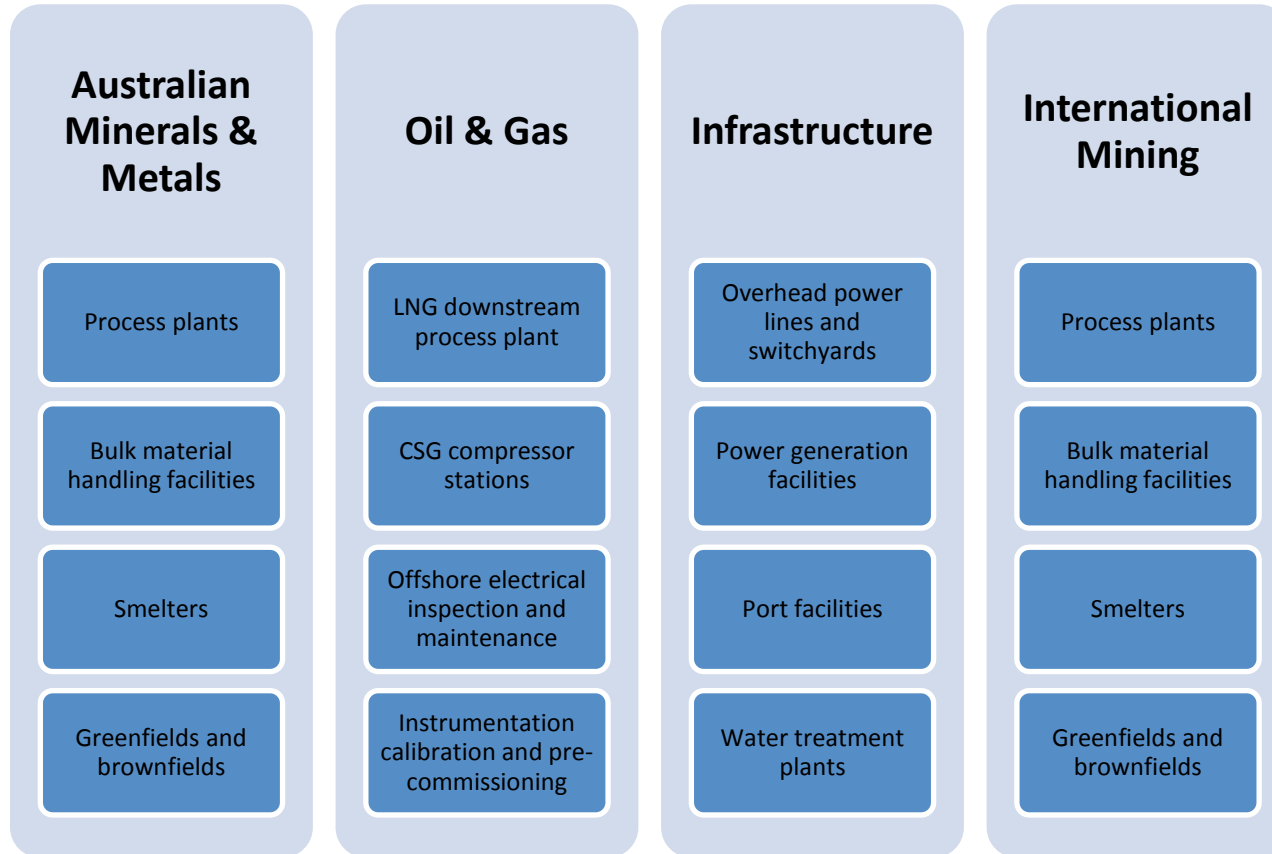 Australian
Minerals &
Metals
Process plants
Bulk material
handling facilities
Smelters
Greenfields and
brownfields
Oil & Gas
LNG downstream
process plant
CSG compressor
stations
Offshore electrical
inspection and
maintenance
Instrumentation
calibration and pre-
commissioning
Infrastructure
Overhead power
lines and
switchyards
Power generation
facilities
Port facilities
Water treatment
plants
International
Mining
Process plants
Bulk material
handling facilities
Smelters
Greenfields and
brownfields